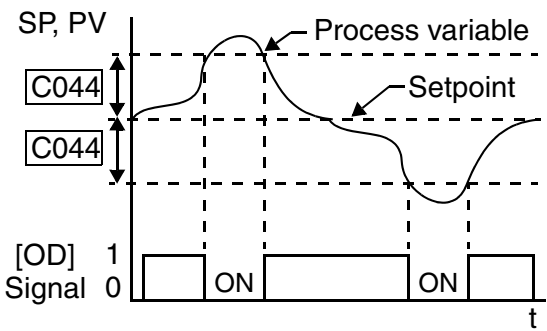 SP, PV
Process variable
C044
Setpoint
C044
[OD] 1
Signal 0 ON ON
t